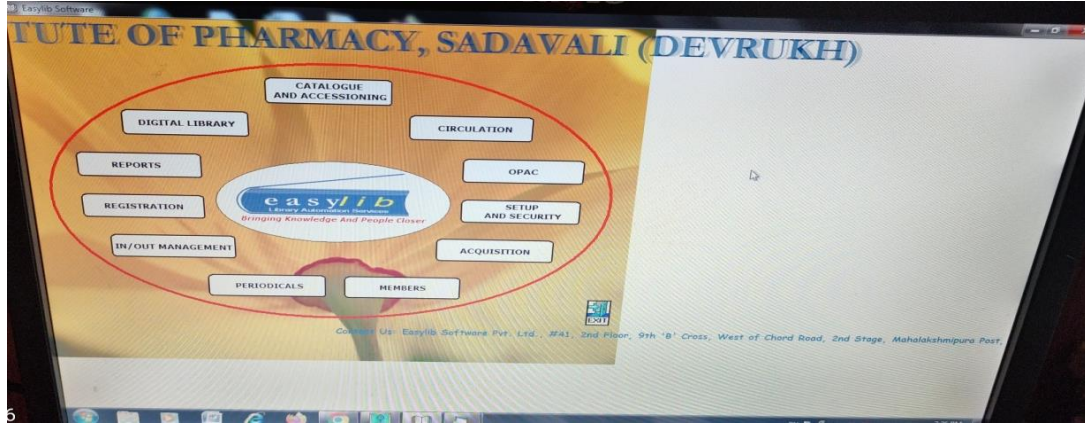 Easylib Software
TUTE OF PHARMACY, SADAVALI (DEVRUKH)
CATALOGUE
AND ACCESSIONING
DIGITAL LIBRARY
CIRCULATION
REPORTS
OPAC
REGISTRATION
SETUP
AND SECURITY
IN/OUT MANAGEMENT
ACQUISITION
PERIODICALS
MEMBERS
easylib
Library Automation Services
Bringing Knowledge And People Closer
EXIT
Contact Us: Easylib Software Pvt. Ltd., #41, 2nd Floor, 9th 'B' Cross, West of Chord Road, 2nd Stage, Mahalakshmipura Post,
6